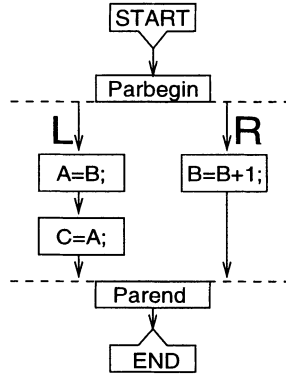 START
Parbegin
L R
A=B; B=B+1;
C=A;
Parend
END